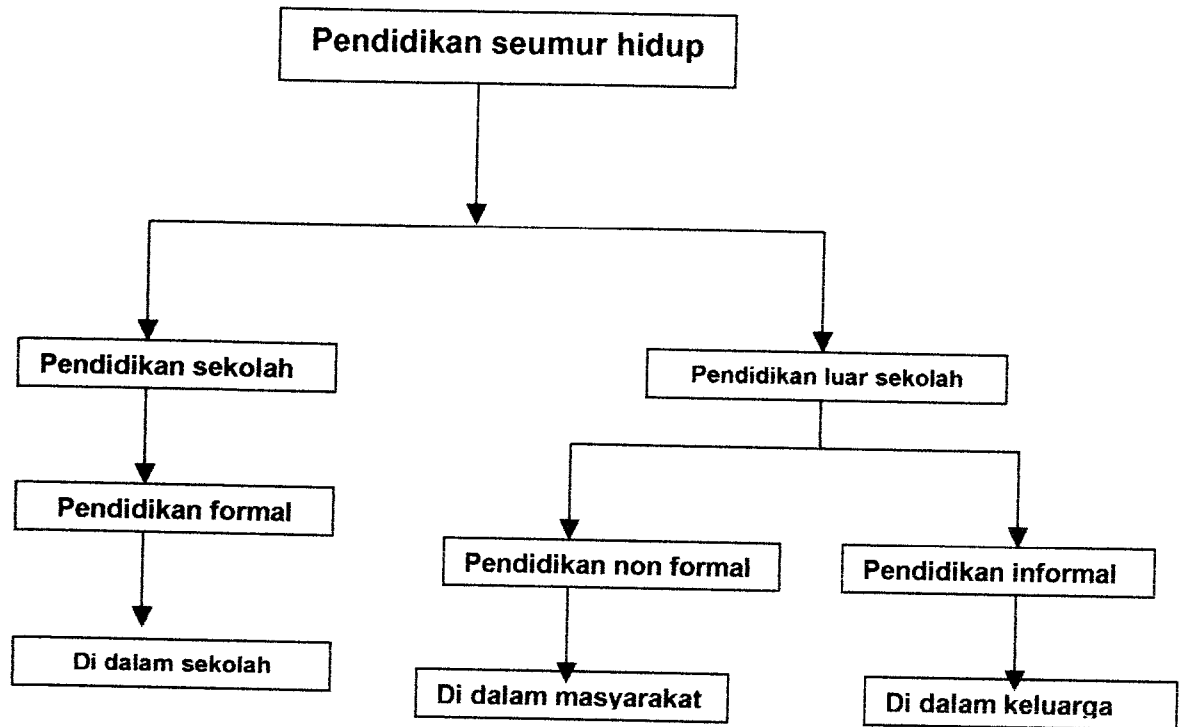 Pendidikan seumur hidup
Pendidikan sekolah
Pendidikan luar sekolah
Pendidikan formal
Pendidikan non formal
Pendidikan informal
Di dalam sekolah
Di dalam masyarakat
Di dalam keluarga